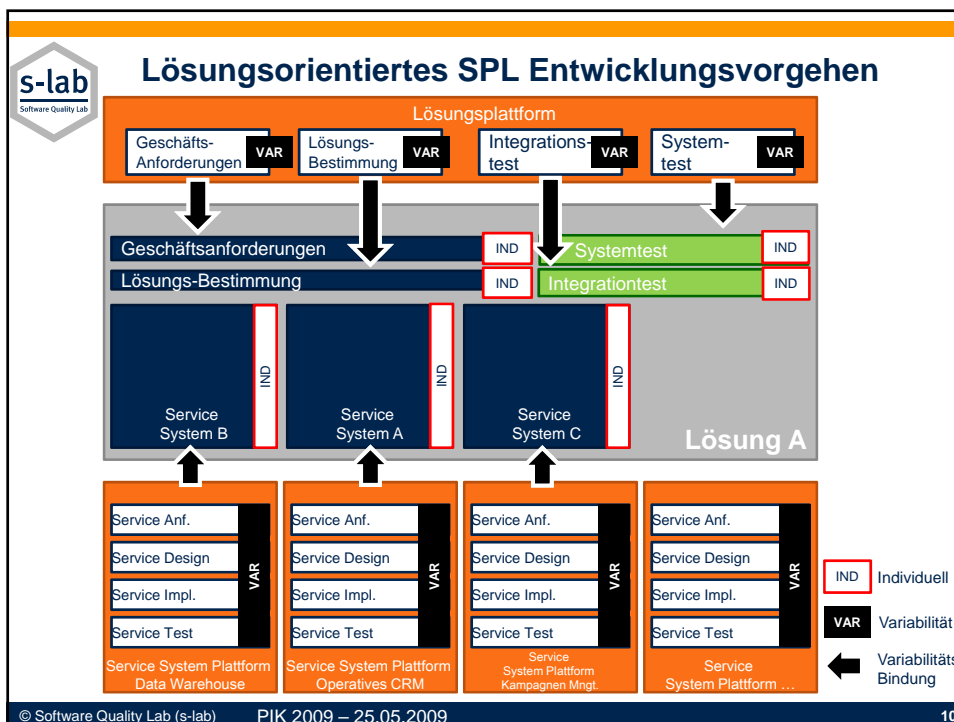 s-lab
Software Quality Lab
Lösungsorientiertes SPL Entwicklungsvorgehen
Lösungsplattform
Geschäfts-
Anforderungen
VAR
Lösungs-
Bestimmung
VAR
Integrations-
test
VAR
System-
test
VAR
Geschäftsanforderungen
IND
Systemtest
IND
Lösungs-Bestimmung
IND
Integrationtest
IND
IND
Service
System B
IND
Service
System A
IND
Service
System C
Lösung A
Service Anf.
Service Design
Service Impl.
Service Test
VAR
Service System Plattform
Data Warehouse
Service Anf.
Service Design
Service Impl.
Service Test
VAR
Service System Plattform
Operatives CRM
Service Anf.
Service Design
Service Impl.
Service Test
VAR
Service
System Plattform
Kampagnen Mngt.
Service Anf.
Service Design
Service Impl.
Service Test
VAR
Service
System Plattform ...
IND Individuell
VAR Variabilität
Variabilitäts
Bindung
© Software Quality Lab (s-lab) PIK 2009 – 25.05.2009 10